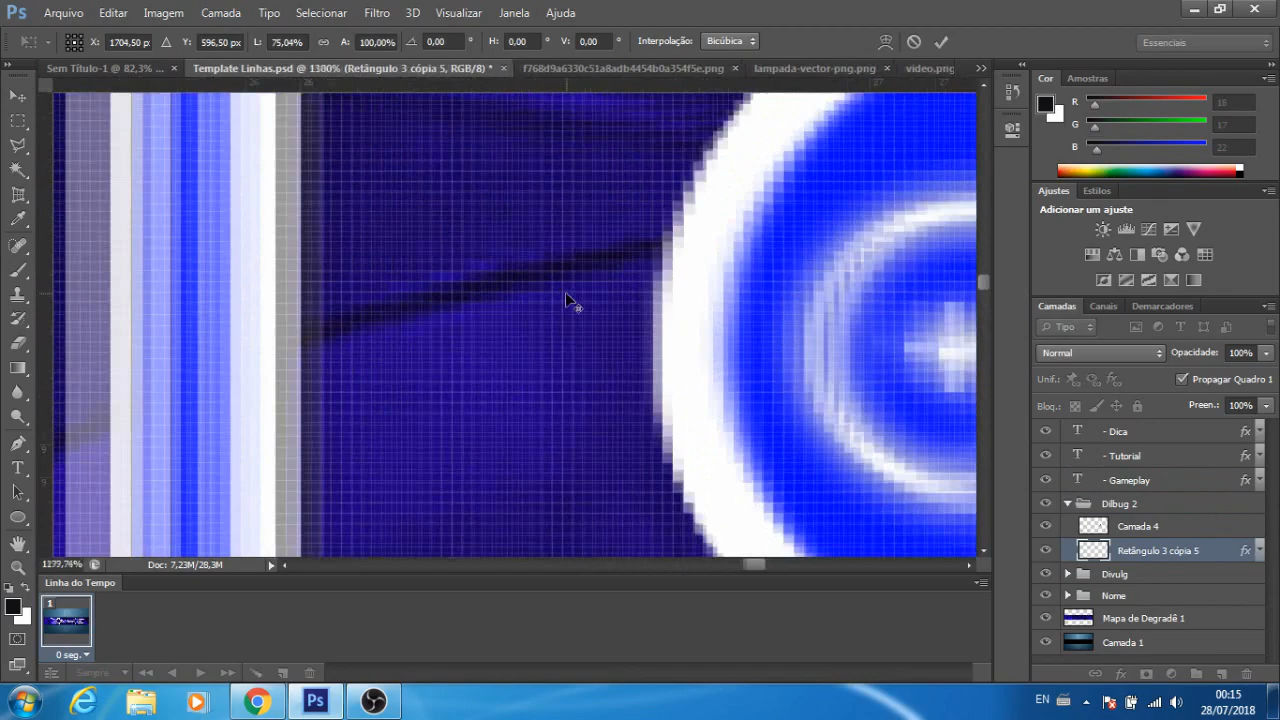 Ps Arquivo Editar Imagem Camada Tipo Selecionar Filtro 3D Visualizar Janela Ajuda
X: 1704,50 px Y: 596,50 px L: 75,04% A: 100,00% 0,00 ° H: 0,00 ° V: 0,00 ° Interpolação: Bicúbica Essenciais
Sem Título-1 @ 82,3% ... × Template Linhas.psd @ 1300% (Retângulo 3 cópia 5, RGB/8) * × f768d9a6330c51a8adb4454b0a354f5e.png × lampada-vector-png.png × video.png
Cor Amostras
R 18
G 17
B 22
Ajustes Estilos
Adicionar um ajuste
Camadas Canais Demarcadores
Tipo
Normal Opacidade: 100%
Unif.: Propagar Quadro 1
Bloq.: Preen.: 100%
T - Dica fx
T - Tutorial fx
T - Gameplay fx
Dilbug 2
Camada 4
Retângulo 3 cópia 5 fx
Divulg
Nome
Mapa de Degradê 1
Camada 1
Doc: 7,23M/28,3M
Linha do Tempo
1
0 seg.
Sempre
EN 00:15
28/07/2018